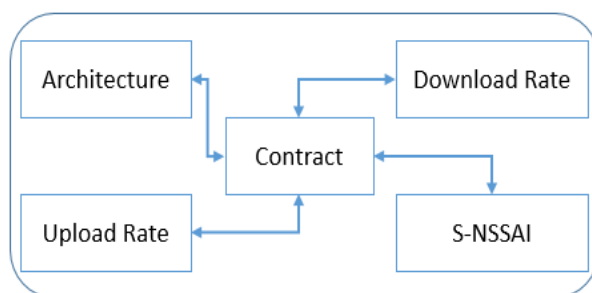 Architecture
Download Rate
Contract
Upload Rate
S-NSSAI